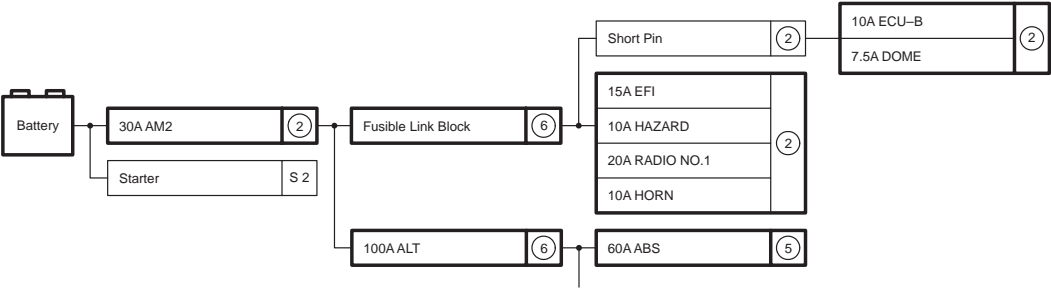 10A ECU–B
Short Pin 2
2
7.5A DOME
15A EFI
Battery 30A AM2 2 Fusible Link Block 6 10A HAZARD
2
20A RADIO NO.1
Starter S 2
10A HORN
100A ALT 6 60A ABS 5